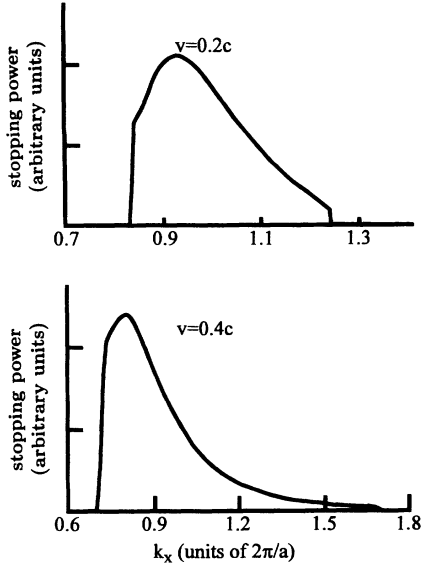 v=0.2c
stopping power
(arbitrary units)
0.7 0.9 1.1 1.3
v=0.4c
stopping power
(arbitrary units)
0.6 0.9 1.2 1.5 1.8
kₓ (units of 2π/a)